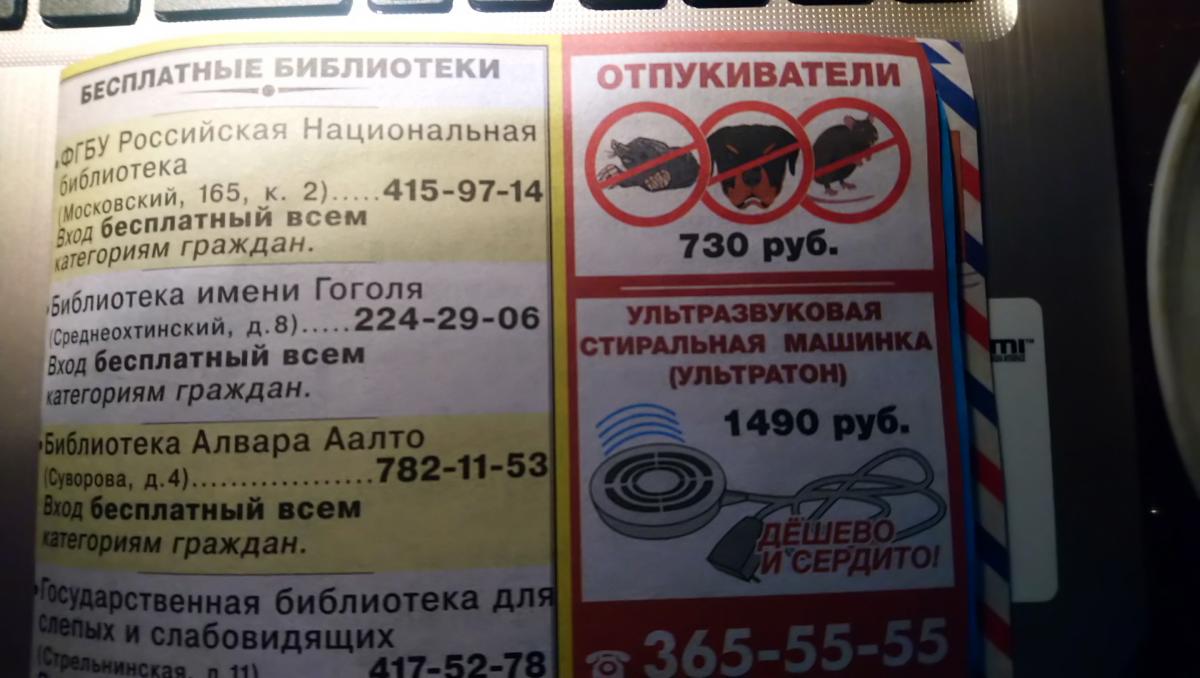 БЕСПЛАТНЫЕ БИБЛИОТЕКИ
•ФГБУ Российская Национальная
библиотека
(Московский, 165, к. 2).....415-97-14
Вход бесплатный всем
категориям граждан.
•Библиотека имени Гоголя
(Среднеохтинский, д.8).....224-29-06
Вход бесплатный всем
категориям граждан.
•Библиотека Алвара Аалто
(Суворова, д.4)..................782-11-53
Вход бесплатный всем
категориям граждан.
•Государственная библиотека для
слепых и слабовидящих
(Стрельнинская, д.11) 417-52-78
ОТПУКИВАТЕЛИ
730 руб.
УЛЬТРАЗВУКОВАЯ
СТИРАЛЬНАЯ МАШИНКА
(УЛЬТРАТОН)
1490 руб.
ДЁШЕВО
И СЕРДИТО!
365-55-55